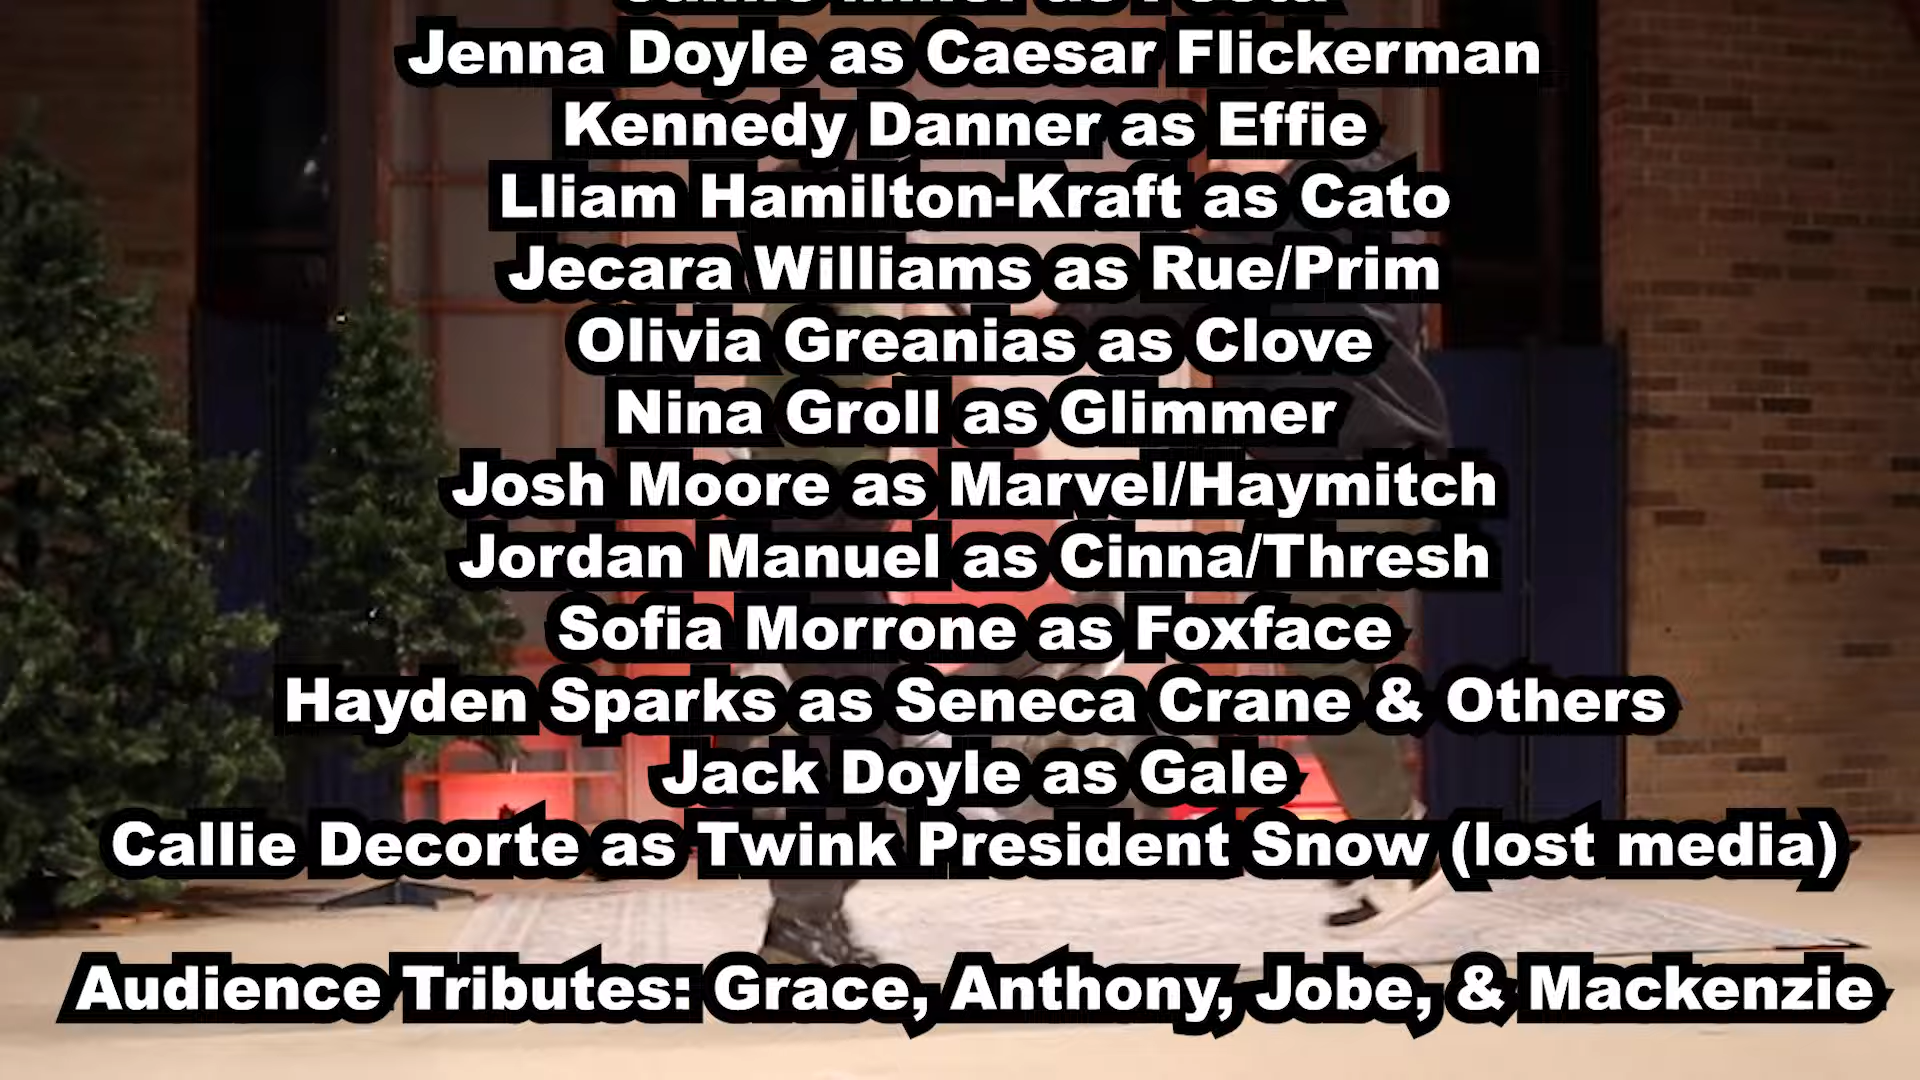 Jenna Doyle as Caesar Flickerman
Kennedy Danner as Effie
Lliam Hamilton-Kraft as Cato
Jecara Williams as Rue/Prim
Olivia Greanias as Clove
Nina Groll as Glimmer
Josh Moore as Marvel/Haymitch
Jordan Manuel as Cinna/Thresh
Sofia Morrone as Foxface
Hayden Sparks as Seneca Crane & Others
Jack Doyle as Gale
Callie Decorte as Twink President Snow (lost media)
Audience Tributes: Grace, Anthony, Jobe, & Mackenzie